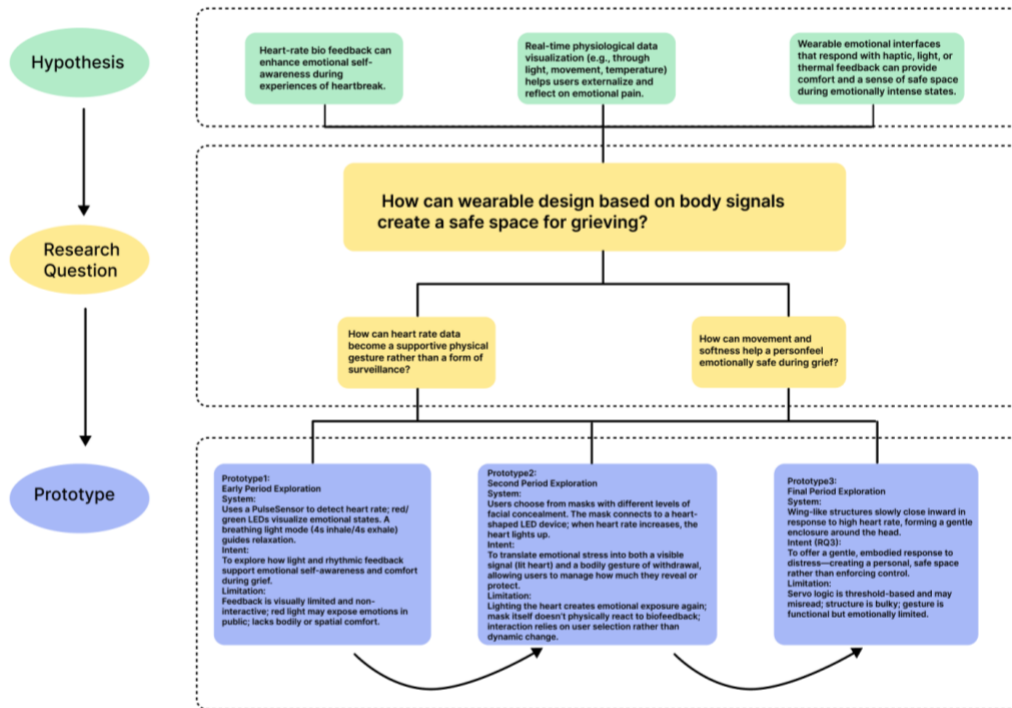 Hypothesis
Heart-rate bio feedback can
enhance emotional self-
awareness during
experiences of heartbreak.
Real-time physiological data
visualization (e.g., through
light, movement, temperature)
helps users externalize and
reflect on emotional pain.
Wearable emotional interfaces
that respond with haptic, light, or
thermal feedback can provide
comfort and a sense of safe space
during emotionally intense states.
Research
Question
How can wearable design based on body signals
create a safe space for grieving?
How can heart rate data
become a supportive physical
gesture rather than a form of
surveillance?
How can movement and
softness help a personfeel
emotionally safe during grief?
Prototype
Prototype1:
Early Period Exploration
System:
Uses a PulseSensor to detect heart rate; red/
green LEDs visualize emotional states. A
breathing light mode (4s inhale/4s exhale)
guides relaxation.
Intent:
To explore how light and rhythmic feedback
support emotional self-awareness and comfort
during grief.
Limitation:
Feedback is visually limited and non-
interactive; red light may expose emotions in
public; lacks bodily or spatial comfort.
Prototype2:
Second Period Exploration
System:
Users choose from masks with different levels of
facial concealment. The mask connects to a heart-
shaped LED device; when heart rate increases, the
heart lights up.
Intent:
To translate emotional stress into both a visible
signal (lit heart) and a bodily gesture of withdrawal,
allowing users to manage how much they reveal or
protect.
Limitation:
Lighting the heart creates emotional exposure again;
mask itself doesn't physically react to biofeedback;
interaction relies on user selection rather than
dynamic change.
Prototype3:
Final Period Exploration
System:
Wing-like structures slowly close inward in
response to high heart rate, forming a gentle
enclosure around the head.
Intent (RQ3):
To offer a gentle, embodied response to
distress—creating a personal, safe space
rather than enforcing control.
Limitation:
Servo logic is threshold-based and may
misread; structure is bulky; gesture is
functional but emotionally limited.